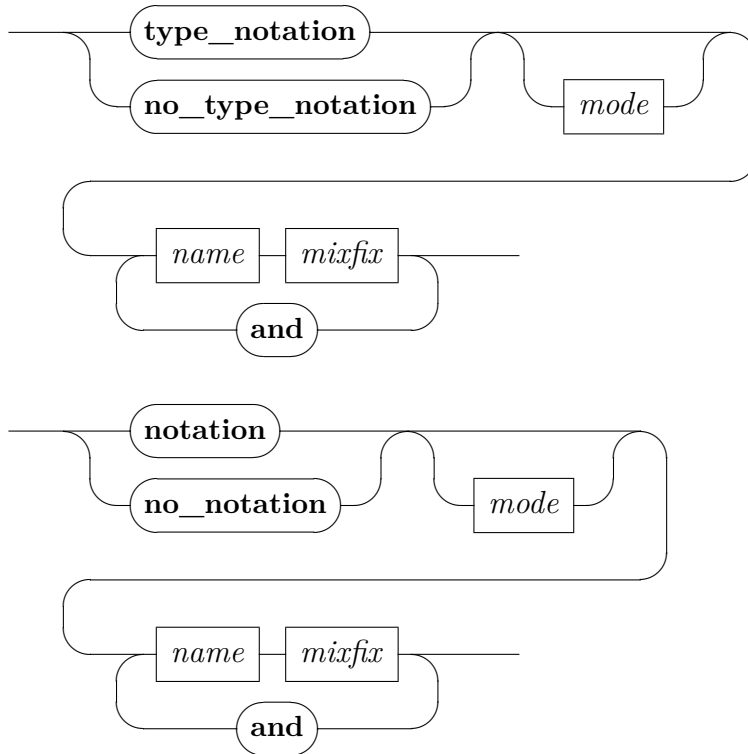 type_notation
no_type_notation mode
name mixfix
and
notation
no_notation mode
name mixfix
and